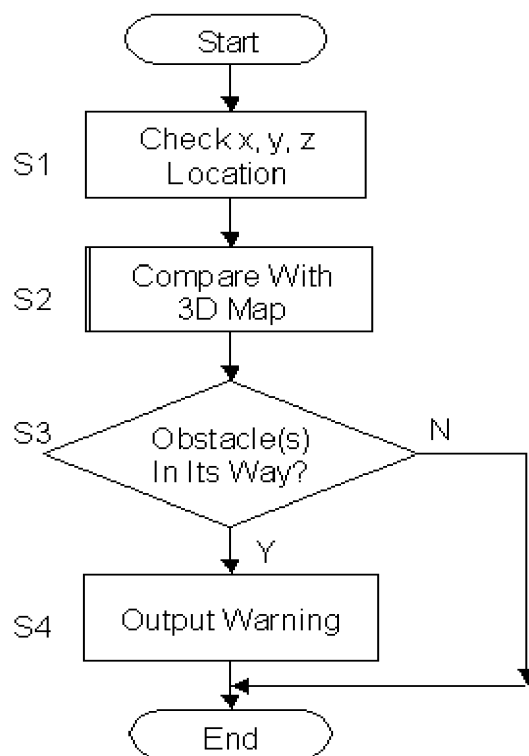 Start
S1
Check x, y, z
Location
S2
Compare With
3D Map
S3
Obstacle(s)
In Its Way?
N
Y
S4
Output Warning
End